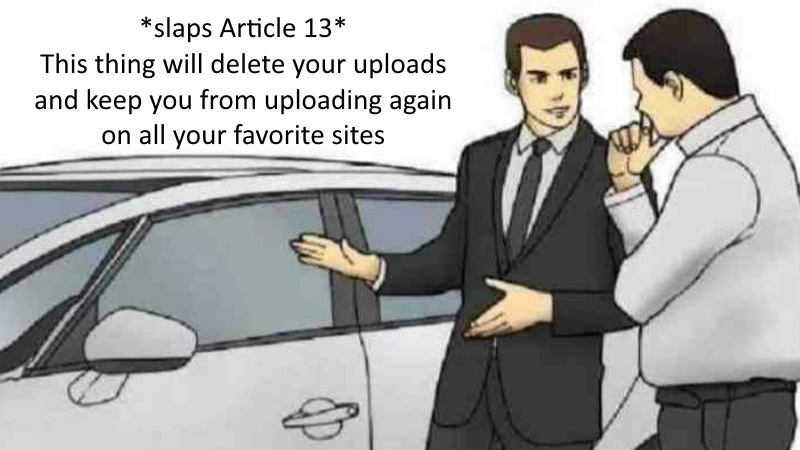 *slaps Article 13*
This thing will delete your uploads
and keep you from uploading again
on all your favorite sites